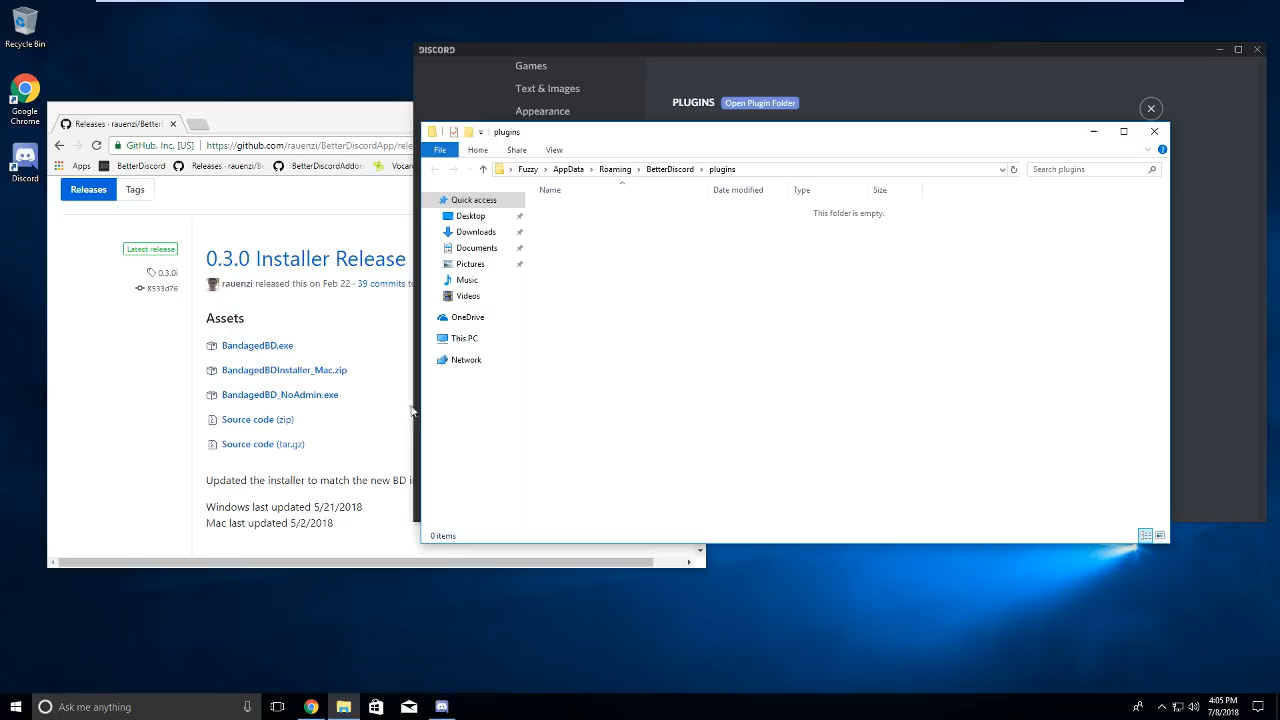 Recycle Bin
Google Chrome
Discord
Releases · rauenzi/Better
GitHub, Inc. [US]
https://github.com/rauenzi/BetterDiscordApp/rele
Apps
BetterDiscord
Releases · rauenzi/B
BetterDiscordAddon
Vocar
Releases
Tags
Latest release
0.3.0i
8533d76
0.3.0 Installer Release
rauenzi released this on Feb 22 · 39 commits to
Assets
BandagedBD.exe
BandagedBDInstaller_Mac.zip
BandagedBD_NoAdmin.exe
Source code (zip)
Source code (tar.gz)
Updated the installer to match the new BD i
Windows last updated 5/21/2018
Mac last updated 5/2/2018
DISCORD
Games
Text & Images
Appearance
PLUGINS
Open Plugin Folder
plugins
File
Home
Share
View
Fuzzy > AppData > Roaming > BetterDiscord > plugins
Search plugins
Name
Date modified
Type
Size
This folder is empty.
Quick access
Desktop
Downloads
Documents
Pictures
Music
Videos
OneDrive
This PC
Network
0 items
Ask me anything
4:05 PM
7/8/2018